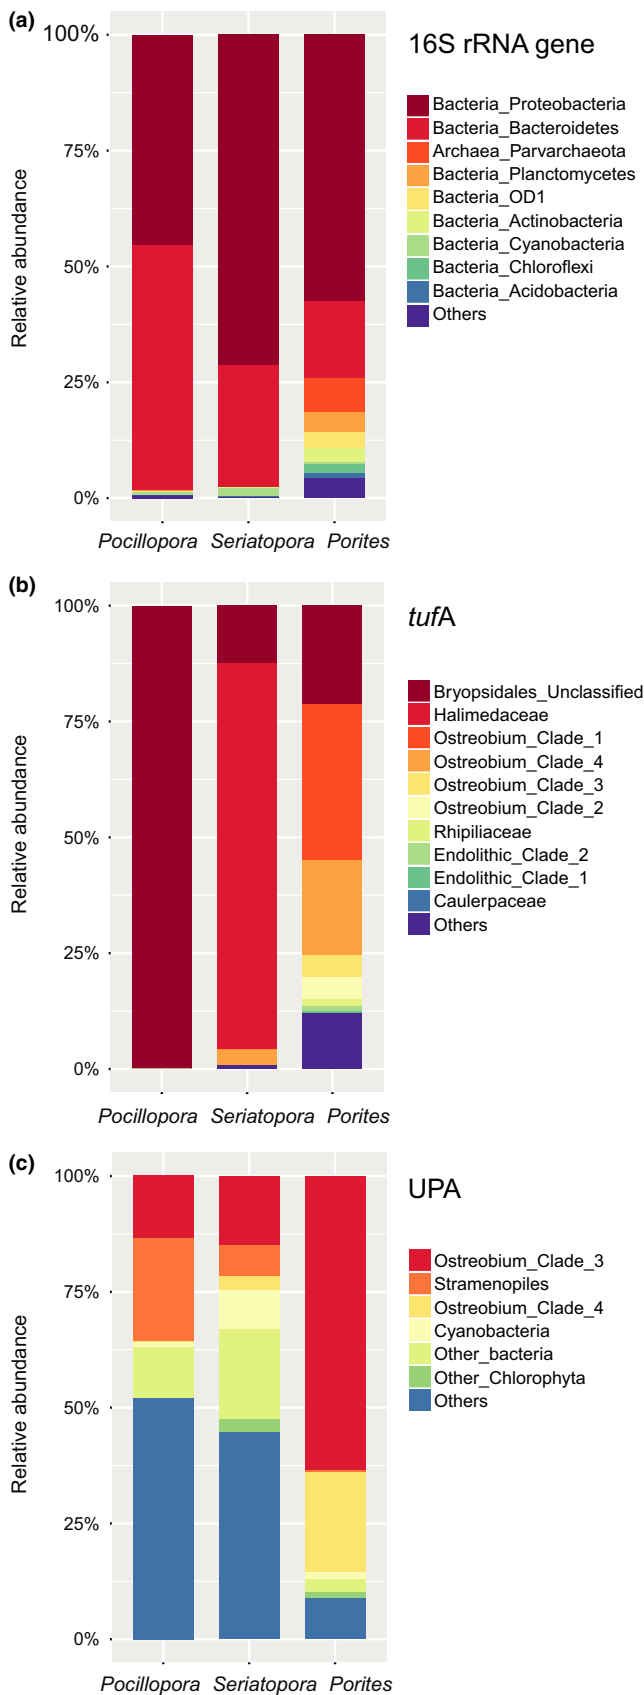 (a)
16S rRNA gene
100%
75%
50%
25%
0%
Relative abundance
Bacteria_Proteobacteria
Bacteria_Bacteroidetes
Archaea_Parvarchaeota
Bacteria_Planctomycetes
Bacteria_OD1
Bacteria_Actinobacteria
Bacteria_Cyanobacteria
Bacteria_Chloroflexi
Bacteria_Acidobacteria
Others
Pocillopora Seriatopora Porites
(b)
tufA
100%
75%
50%
25%
0%
Relative abundance
Bryopsidales_Unclassified
Halimedaceae
Ostreobium_Clade_1
Ostreobium_Clade_4
Ostreobium_Clade_3
Ostreobium_Clade_2
Rhipiliaceae
Endolithic_Clade_2
Endolithic_Clade_1
Caulerpaceae
Others
Pocillopora Seriatopora Porites
(c)
UPA
100%
75%
50%
25%
0%
Relative abundance
Ostreobium_Clade_3
Stramenopiles
Ostreobium_Clade_4
Cyanobacteria
Other_bacteria
Other_Chlorophyta
Others
Pocillopora Seriatopora Porites